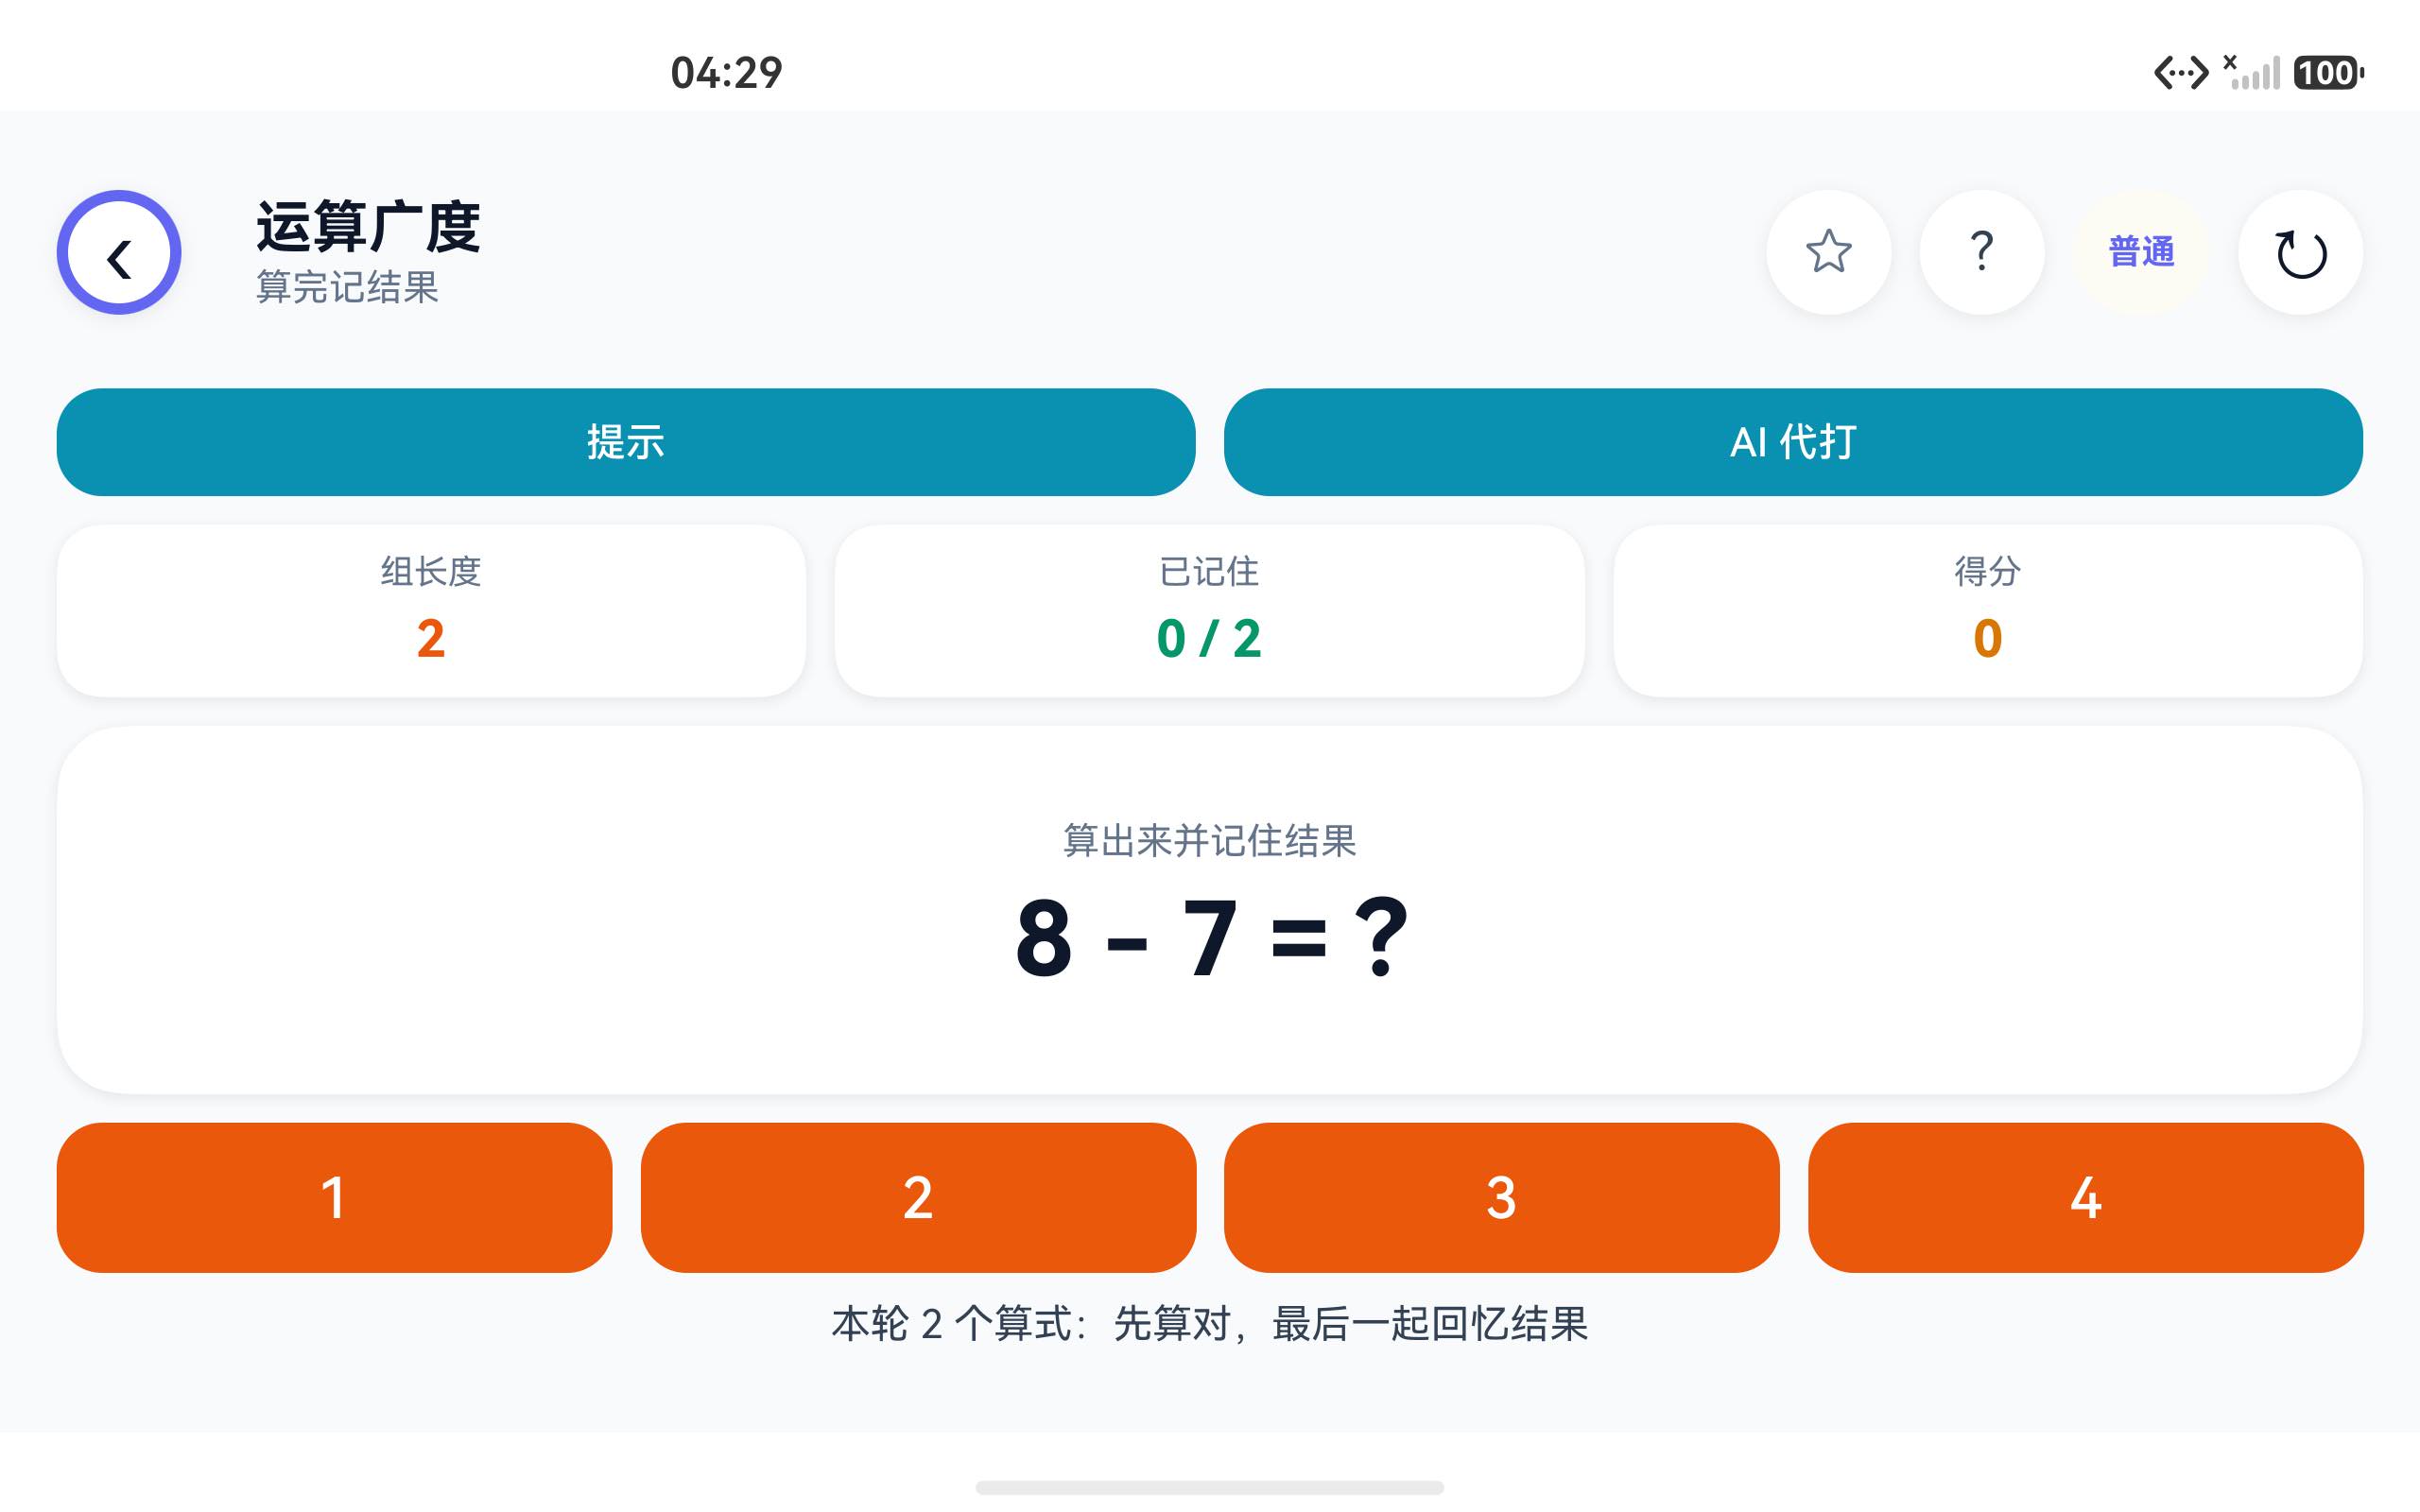 04:29
100
运算广度
算完记结果
?
普通
提示
AI 代打
组长度
已记住
得分
2
0 / 2
0
算出来并记住结果
8 - 7 = ?
1
2
3
4
本轮 2 个算式：先算对，最后一起回忆结果